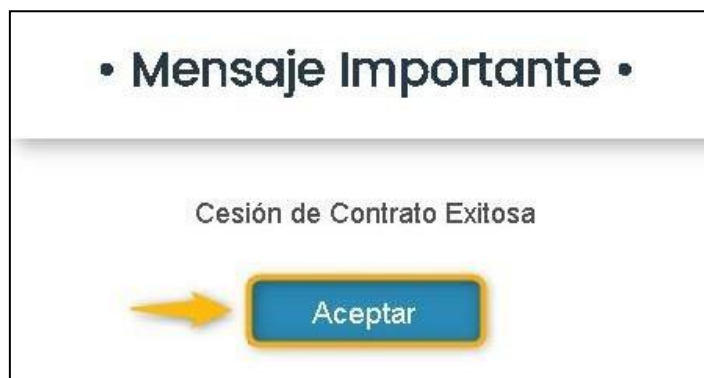 • Mensaje Importante •
Cesión de Contrato Exitosa
Aceptar